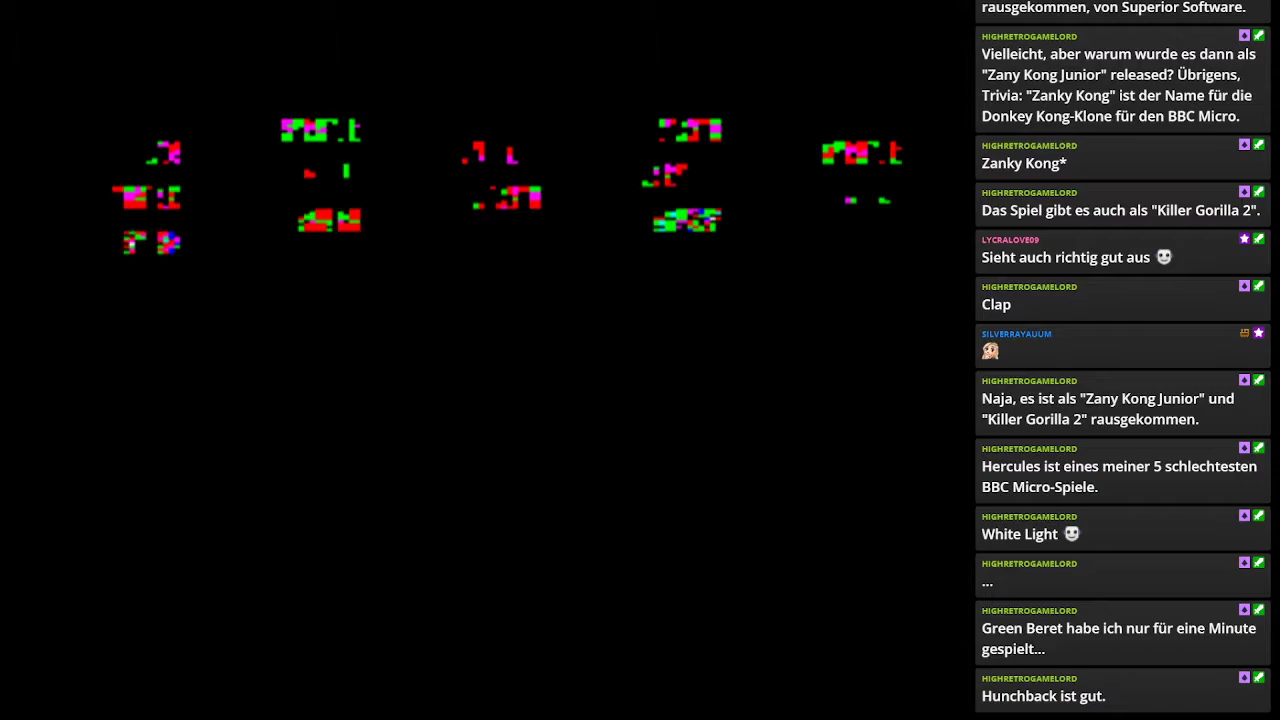 rausgekommen, von Superior Software.
HIGHRETROGAMELORD
Vielleicht, aber warum wurde es dann als
"Zany Kong Junior" released? Übrigens,
Trivia: "Zanky Kong" ist der Name für die
Donkey Kong-Klone für den BBC Micro.
HIGHRETROGAMELORD
Zanky Kong*
HIGHRETROGAMELORD
Das Spiel gibt es auch als "Killer Gorilla 2".
LYCRALOVE09
Sieht auch richtig gut aus
HIGHRETROGAMELORD
Clap
SILVERRAYAUUM
HIGHRETROGAMELORD
Naja, es ist als "Zany Kong Junior" und
"Killer Gorilla 2" rausgekommen.
HIGHRETROGAMELORD
Hercules ist eines meiner 5 schlechtesten
BBC Micro-Spiele.
HIGHRETROGAMELORD
White Light
HIGHRETROGAMELORD
...
HIGHRETROGAMELORD
Green Beret habe ich nur für eine Minute
gespielt...
HIGHRETROGAMELORD
Hunchback ist gut.